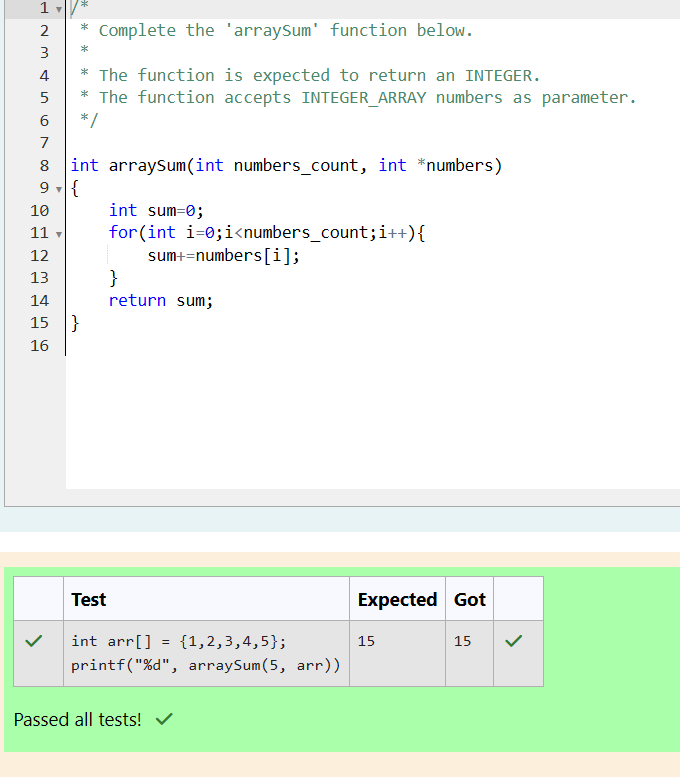 1 /*
2  * Complete the 'arraySum' function below.
3  *
4  * The function is expected to return an INTEGER.
5  * The function accepts INTEGER_ARRAY numbers as parameter.
6  */
7
8 int arraySum(int numbers_count, int *numbers)
9 {
10     int sum=0;
11     for(int i=0;i<numbers_count;i++){
12         sum+=numbers[i];
13     }
14     return sum;
15 }
16
Test Expected Got
int arr[] = {1,2,3,4,5}; 15 15
printf("%d", arraySum(5, arr))
Passed all tests!